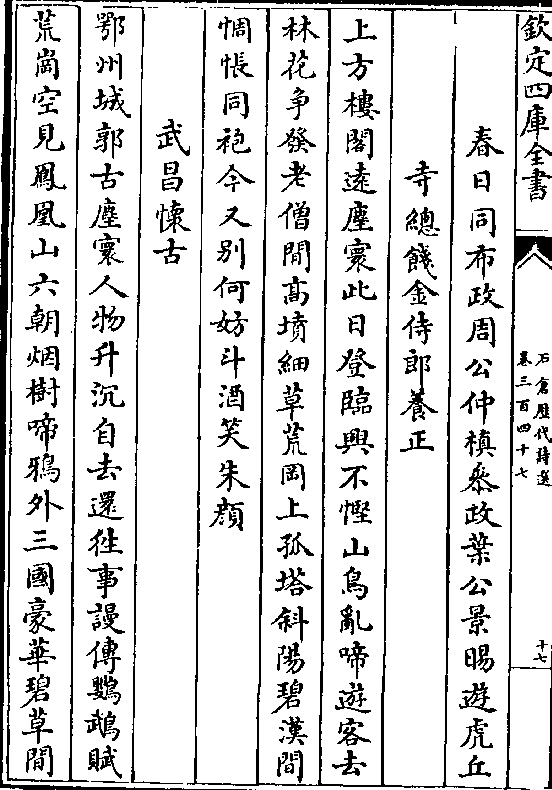 欽定四庫全書
石倉歷代詩選
卷三百四十七
十七
春日同布政周公仲槙叅政葉公景暘遊虎丘
寺總餞金侍郎養正
上方樓閣逺塵寰此日登臨興不慳山鳥亂啼遊客去
林花争發老僧間髙墳細草荒岡上孤塔斜陽碧漢間
惆悵同袍今又别何妨斗酒笑朱顔
武昌懐古
鄂州城郭古塵寰人物升沉自去還徃事謾傳鸚鵡賦
荒崗空見鳳凰山六朝烟樹啼鴉外三國豪華碧草間